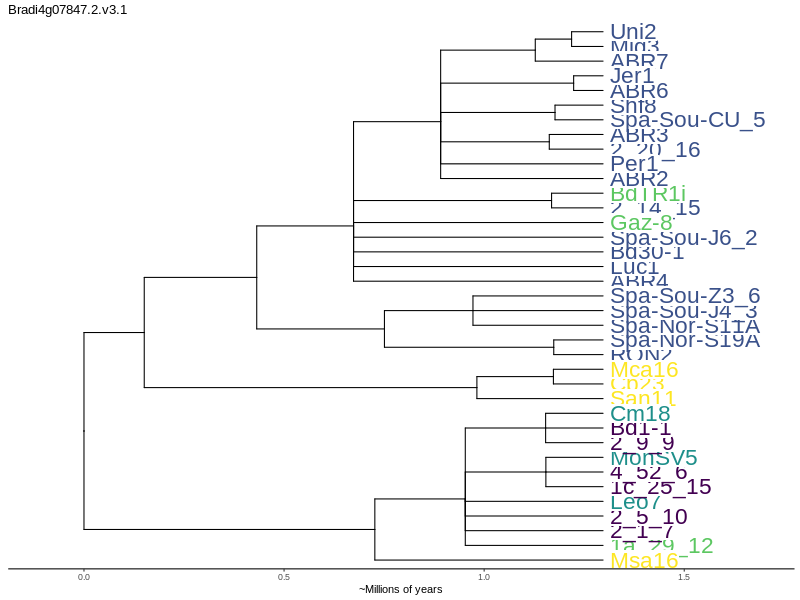 Bradi4g07847.2.v3.1
Uni2
Mig3
ABR7
Jer1
ABR6
Shi8
Spa-Sou-CU_5
ABR3
2_20_16
Per1
ABR2
BdTR1i
2_14_15
Gaz-8
Spa-Sou-J6_2
Bd30-1
Luc1
ABR4
Spa-Sou-Z3_6
Spa-Sou-J4_3
Spa-Nor-S11A
Spa-Nor-S19A
RON2
Mca16
Cn23
San11
Cm18
Bd1-1
2_9_9
MonSV5
4_52_6
1c_25_15
Leo7
2_5_10
2_1_7
1a_29_12
Msa16
0.0 0.5 1.0 1.5
~Millions of years